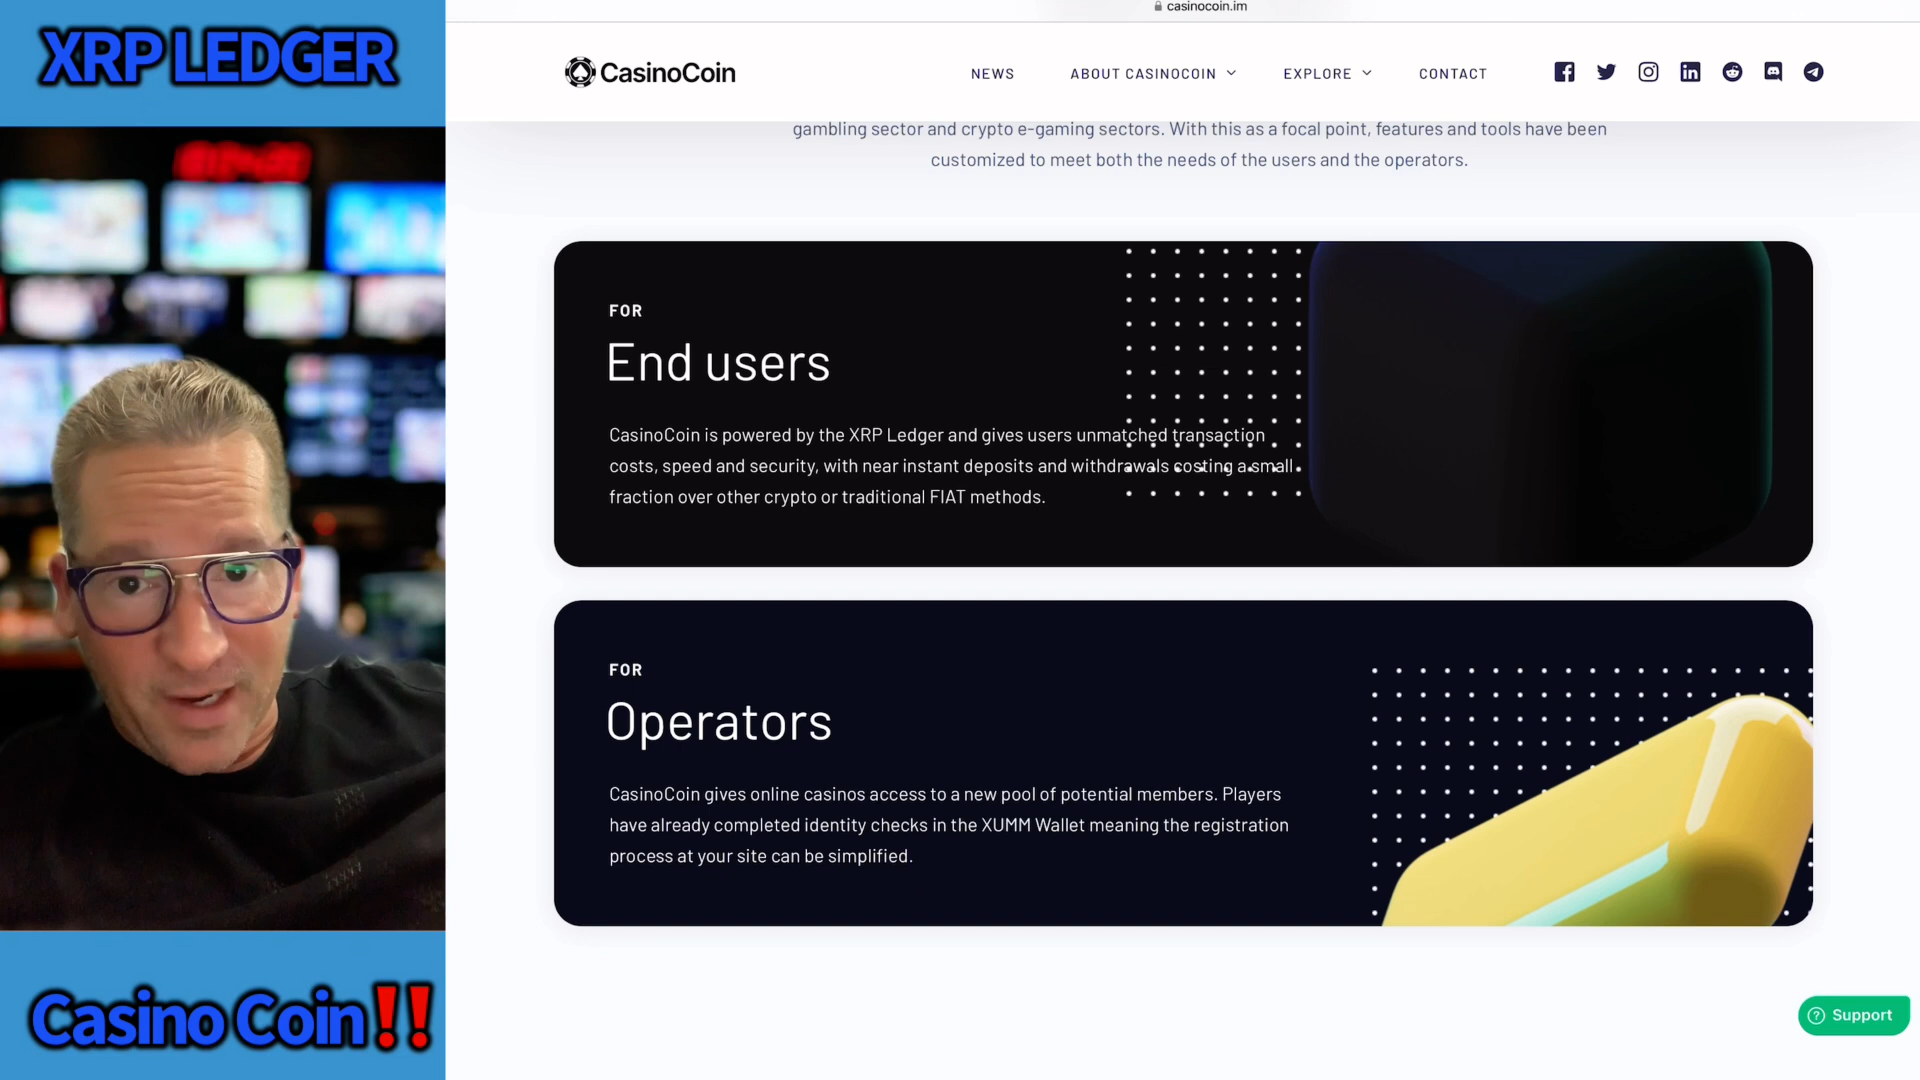 XRP LEDGER
casinocoin.im
CasinoCoin
NEWS
ABOUT CASINOCOIN
EXPLORE
CONTACT
gambling sector and crypto e-gaming sectors. With this as a focal point, features and tools have been
customized to meet both the needs of the users and the operators.
FOR
End users
CasinoCoin is powered by the XRP Ledger and gives users unmatched transaction
costs, speed and security, with near instant deposits and withdrawals costing a small
fraction over other crypto or traditional FIAT methods.
FOR
Operators
CasinoCoin gives online casinos access to a new pool of potential members. Players
have already completed identity checks in the XUMM Wallet meaning the registration
process at your site can be simplified.
Casino Coin‼️
Support